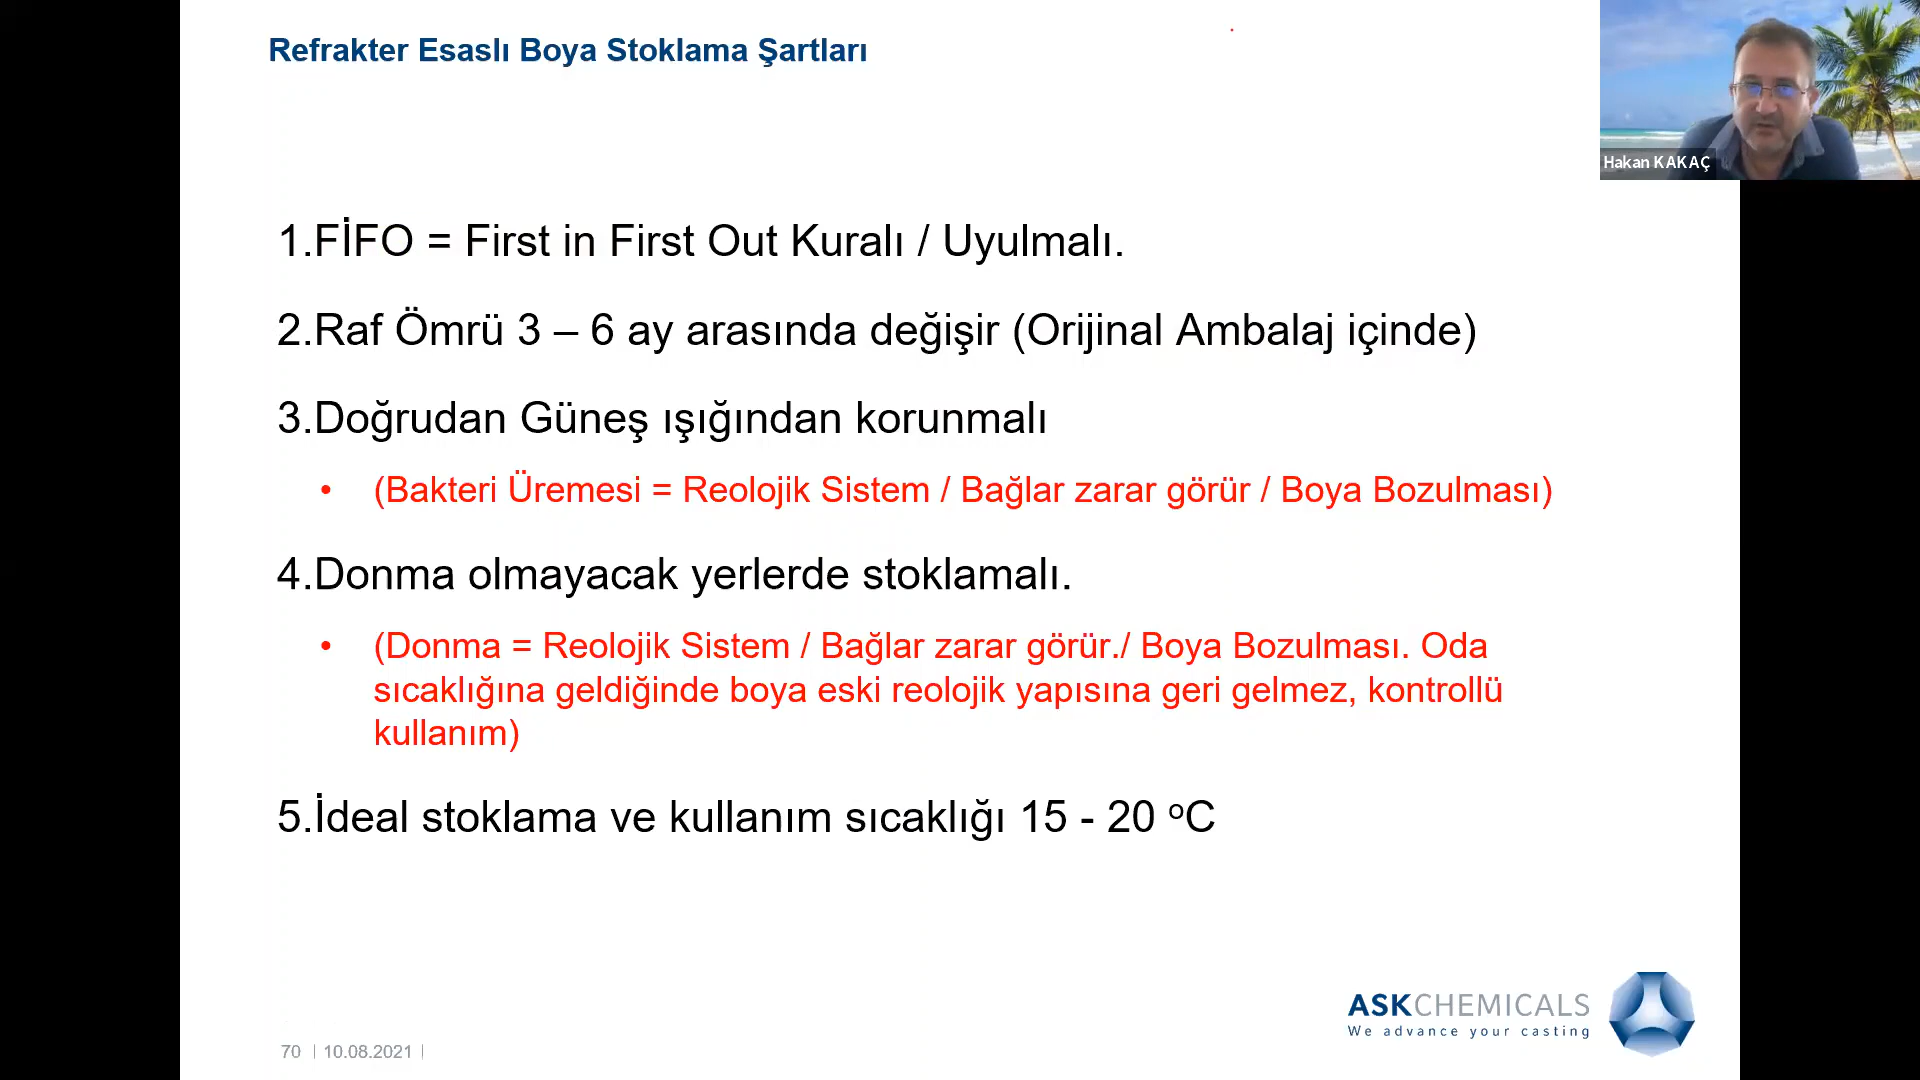 Refrakter Esaslı Boya Stoklama Şartları
Hakan KAKAÇ
1.FİFO = First in First Out Kuralı / Uyulmalı.
2.Raf Ömrü 3 – 6 ay arasında değişir (Orijinal Ambalaj içinde)
3.Doğrudan Güneş ışığından korunmalı
• (Bakteri Üremesi = Reolojik Sistem / Bağlar zarar görür / Boya Bozulması)
4.Donma olmayacak yerlerde stoklamalı.
• (Donma = Reolojik Sistem / Bağlar zarar görür./ Boya Bozulması. Oda
sıcaklığına geldiğinde boya eski reolojik yapısına geri gelmez, kontrollü
kullanım)
5.İdeal stoklama ve kullanım sıcaklığı 15 - 20 ᵒC
ASKCHEMICALS
We advance your casting
70 | 10.08.2021 |